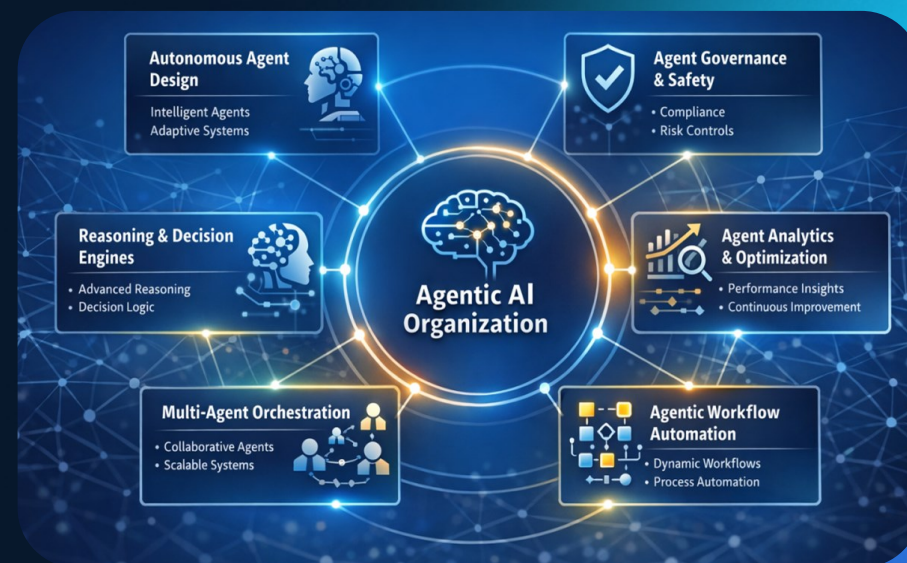 Autonomous Agent
Design
Intelligent Agents
Adaptive Systems
Agent Governance
& Safety
• Compliance
• Risk Controls
Reasoning & Decision
Engines
• Advanced Reasoning
• Decision Logic
Agentic AI
Organization
Agent Analytics
& Optimization
• Performance Insights
• Continuous Improvement
Multi-Agent Orchestration
• Collaborative Agents
• Scalable Systems
Agentic Workflow
Automation
• Dynamic Workflows
• Process Automation